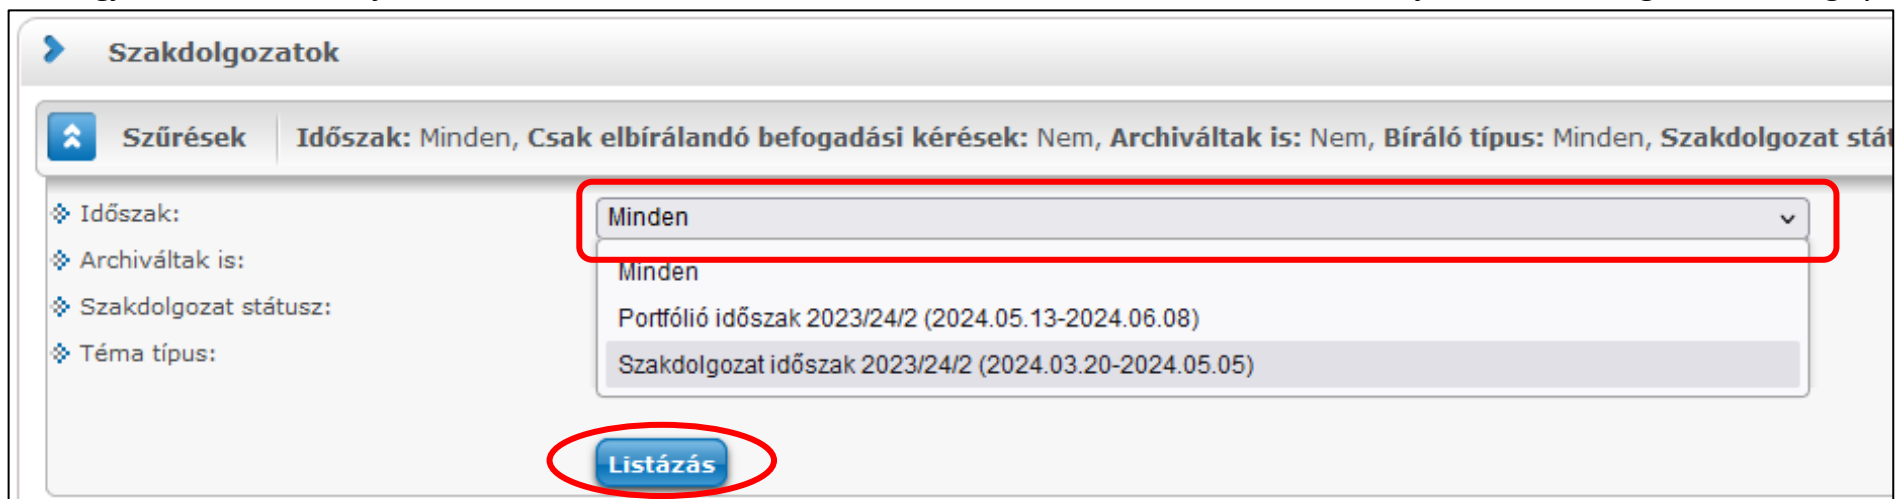 Szakdolgozatok
Szűrések Időszak: Minden, Csak elbírálandó befogadási kérések: Nem, Archiváltak is: Nem, Bíráló típus: Minden, Szakdolgozat stát
Időszak: Minden
Archiváltak is: Minden
Szakdolgozat státusz: Portfólió időszak 2023/24/2 (2024.05.13-2024.06.08)
Téma típus: Szakdolgozat időszak 2023/24/2 (2024.03.20-2024.05.05)
Listázás